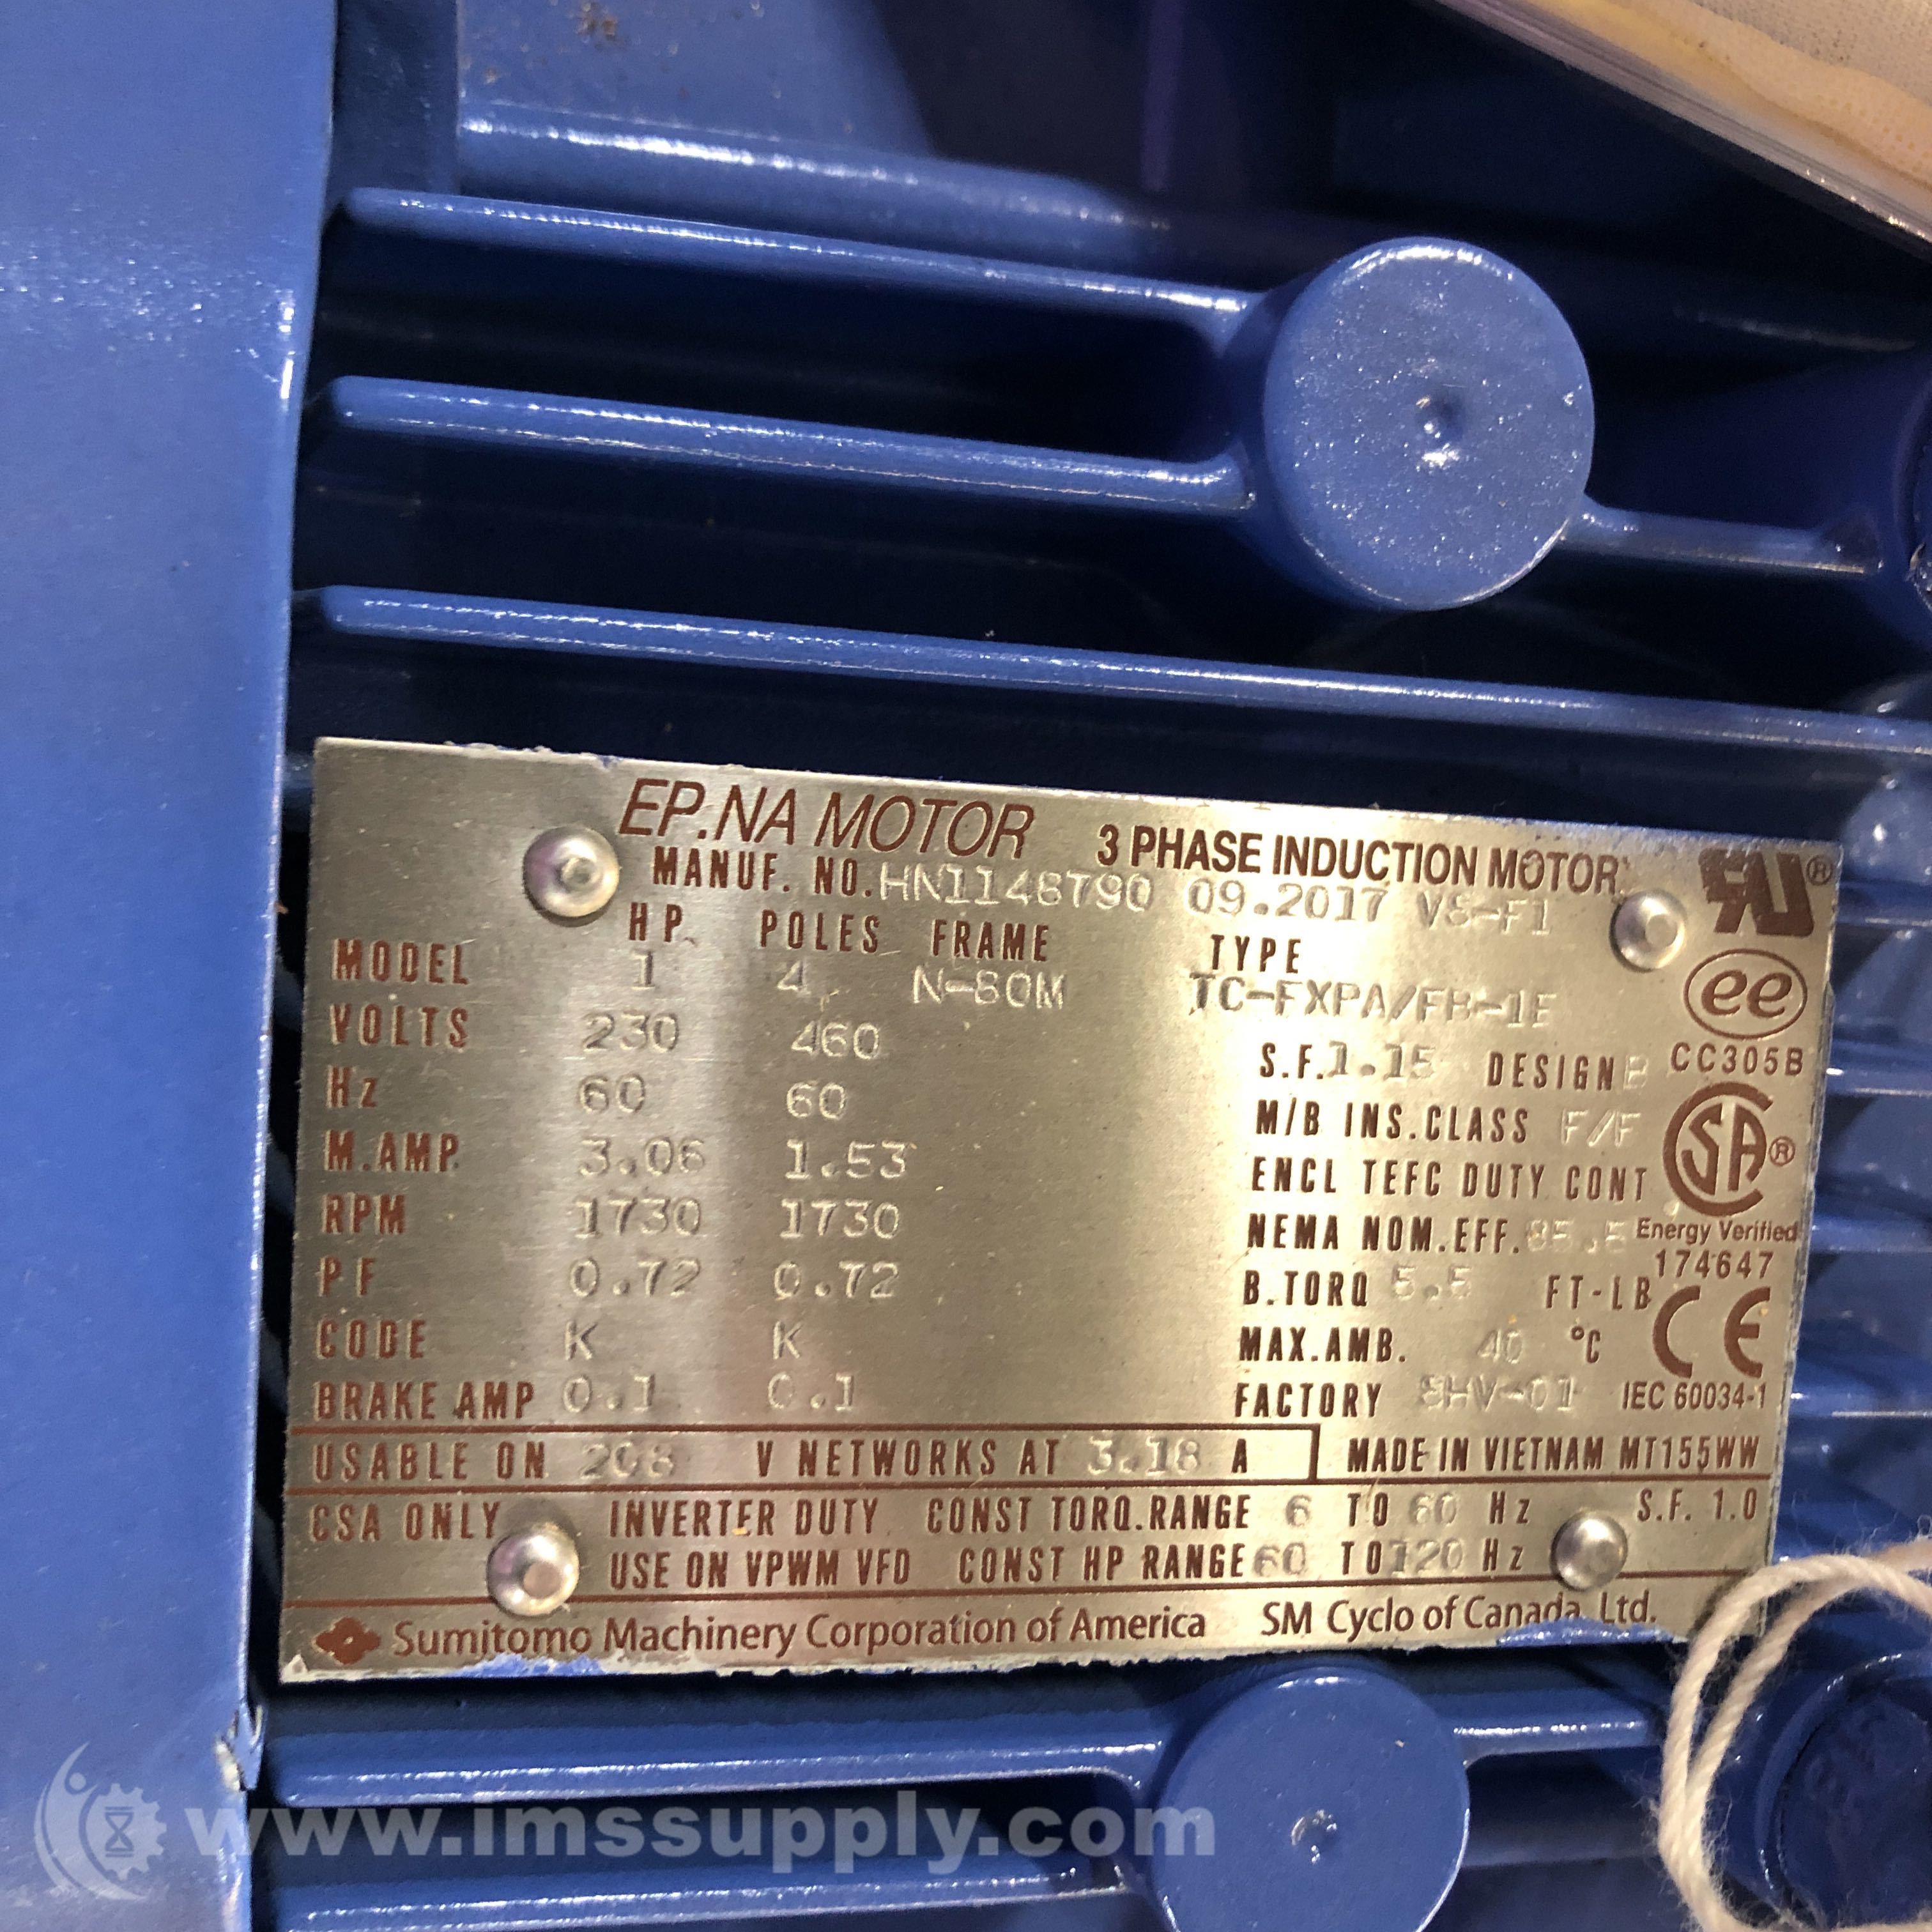 EP.NA MOTOR 3 PHASE INDUCTION MOTOR
MANUF. NO. HN1148790 09.2017 V8-F1
HP POLES FRAME TYPE
MODEL 1 4 N-80M TC-FXPA/FB-1E
VOLTS 230 460
S.F. 1.15 DESIGN B CC305B
Hz 60 60
M/B INS.CLASS F/F
M.AMP 3.06 1.53
ENCL TEFC DUTY CONT
RPM 1730 1730
NEMA NOM.EFF. 85.5 Energy Verified
174647
PF 0.72 0.72
B.TORQ 5.5 FT-LB
CODE K K
MAX.AMB. 40 °C
BRAKE AMP 0.1 0.1
FACTORY SHV-01 IEC 60034-1
USABLE ON 208 V NETWORKS AT 3.18 A MADE IN VIETNAM MT155WW
CSA ONLY INVERTER DUTY CONST TORQ.RANGE 6 TO 60 Hz S.F. 1.0
USE ON VPWM VFD CONST HP RANGE 60 TO 120 Hz
Sumitomo Machinery Corporation of America SM Cyclo of Canada, Ltd.
ee
SA®
CE
www.imssupply.com